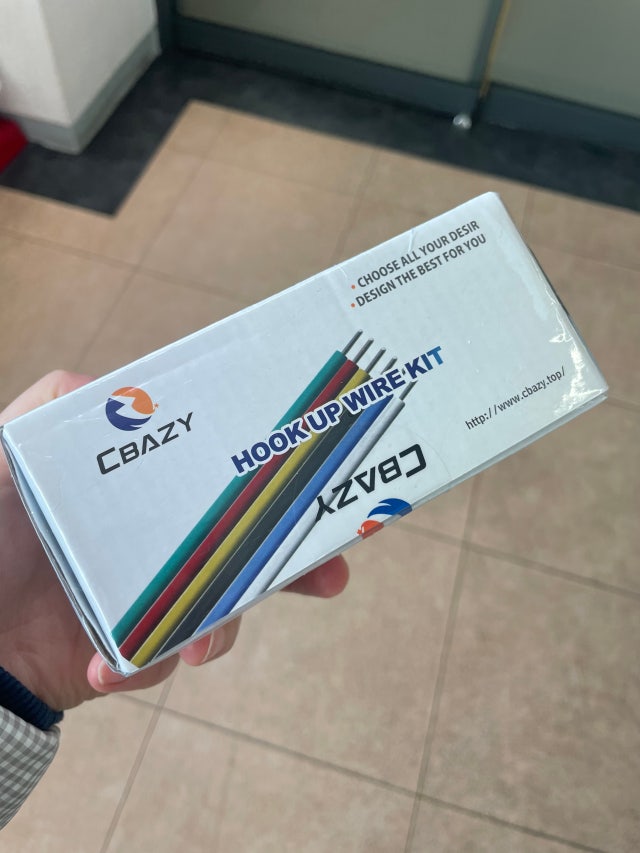 • CHOOSE ALL YOUR DESIR
• DESIGN THE BEST FOR YOU
CBAZY
HOOK UP WIRE KIT
http://www.cbazy.top/
CBAZY